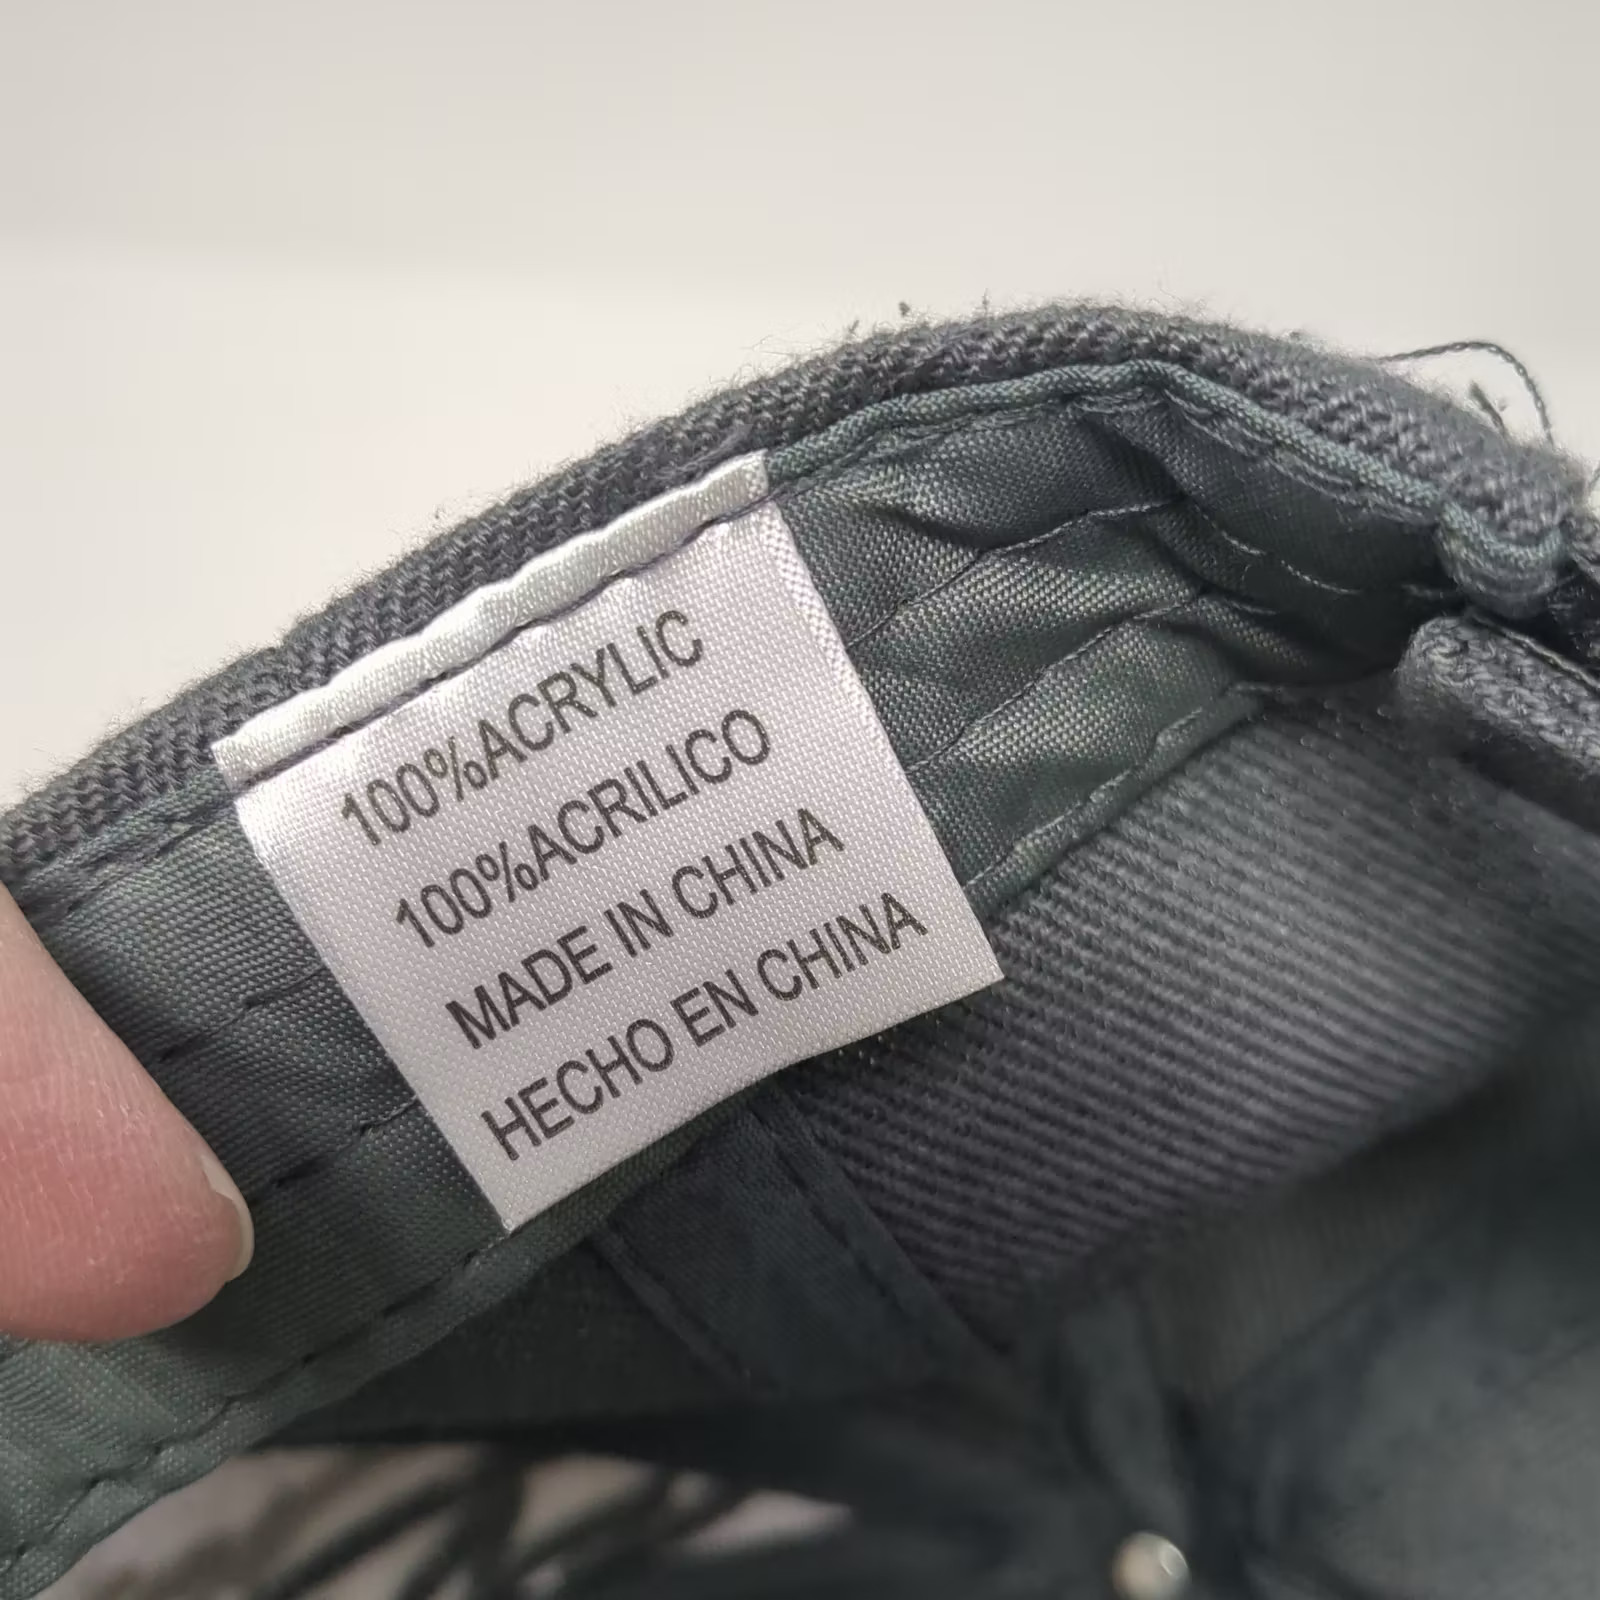 100%ACRYLIC
100%ACRILICO
MADE IN CHINA
HECHO EN CHINA